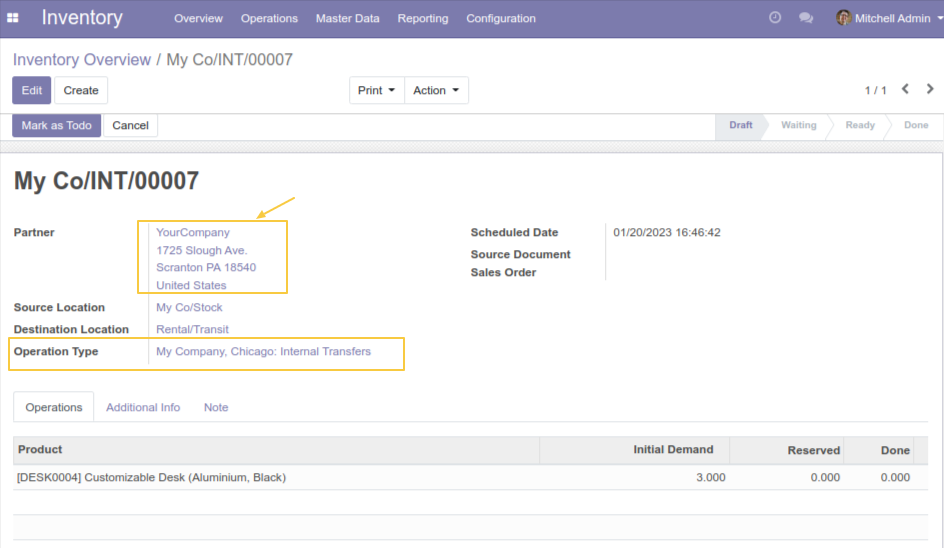 Inventory Overview Operations Master Data Reporting Configuration Mitchell Admin
Inventory Overview / My Co/INT/00007
Edit Create Print Action 1 / 1
Mark as Todo Cancel Draft Waiting Ready Done
My Co/INT/00007
Partner YourCompany Scheduled Date 01/20/2023 16:46:42
1725 Slough Ave. Source Document
Scranton PA 18540 Sales Order
United States
Source Location My Co/Stock
Destination Location Rental/Transit
Operation Type My Company, Chicago: Internal Transfers
Operations Additional Info Note
Product Initial Demand Reserved Done
[DESK0004] Customizable Desk (Aluminium, Black) 3.000 0.000 0.000